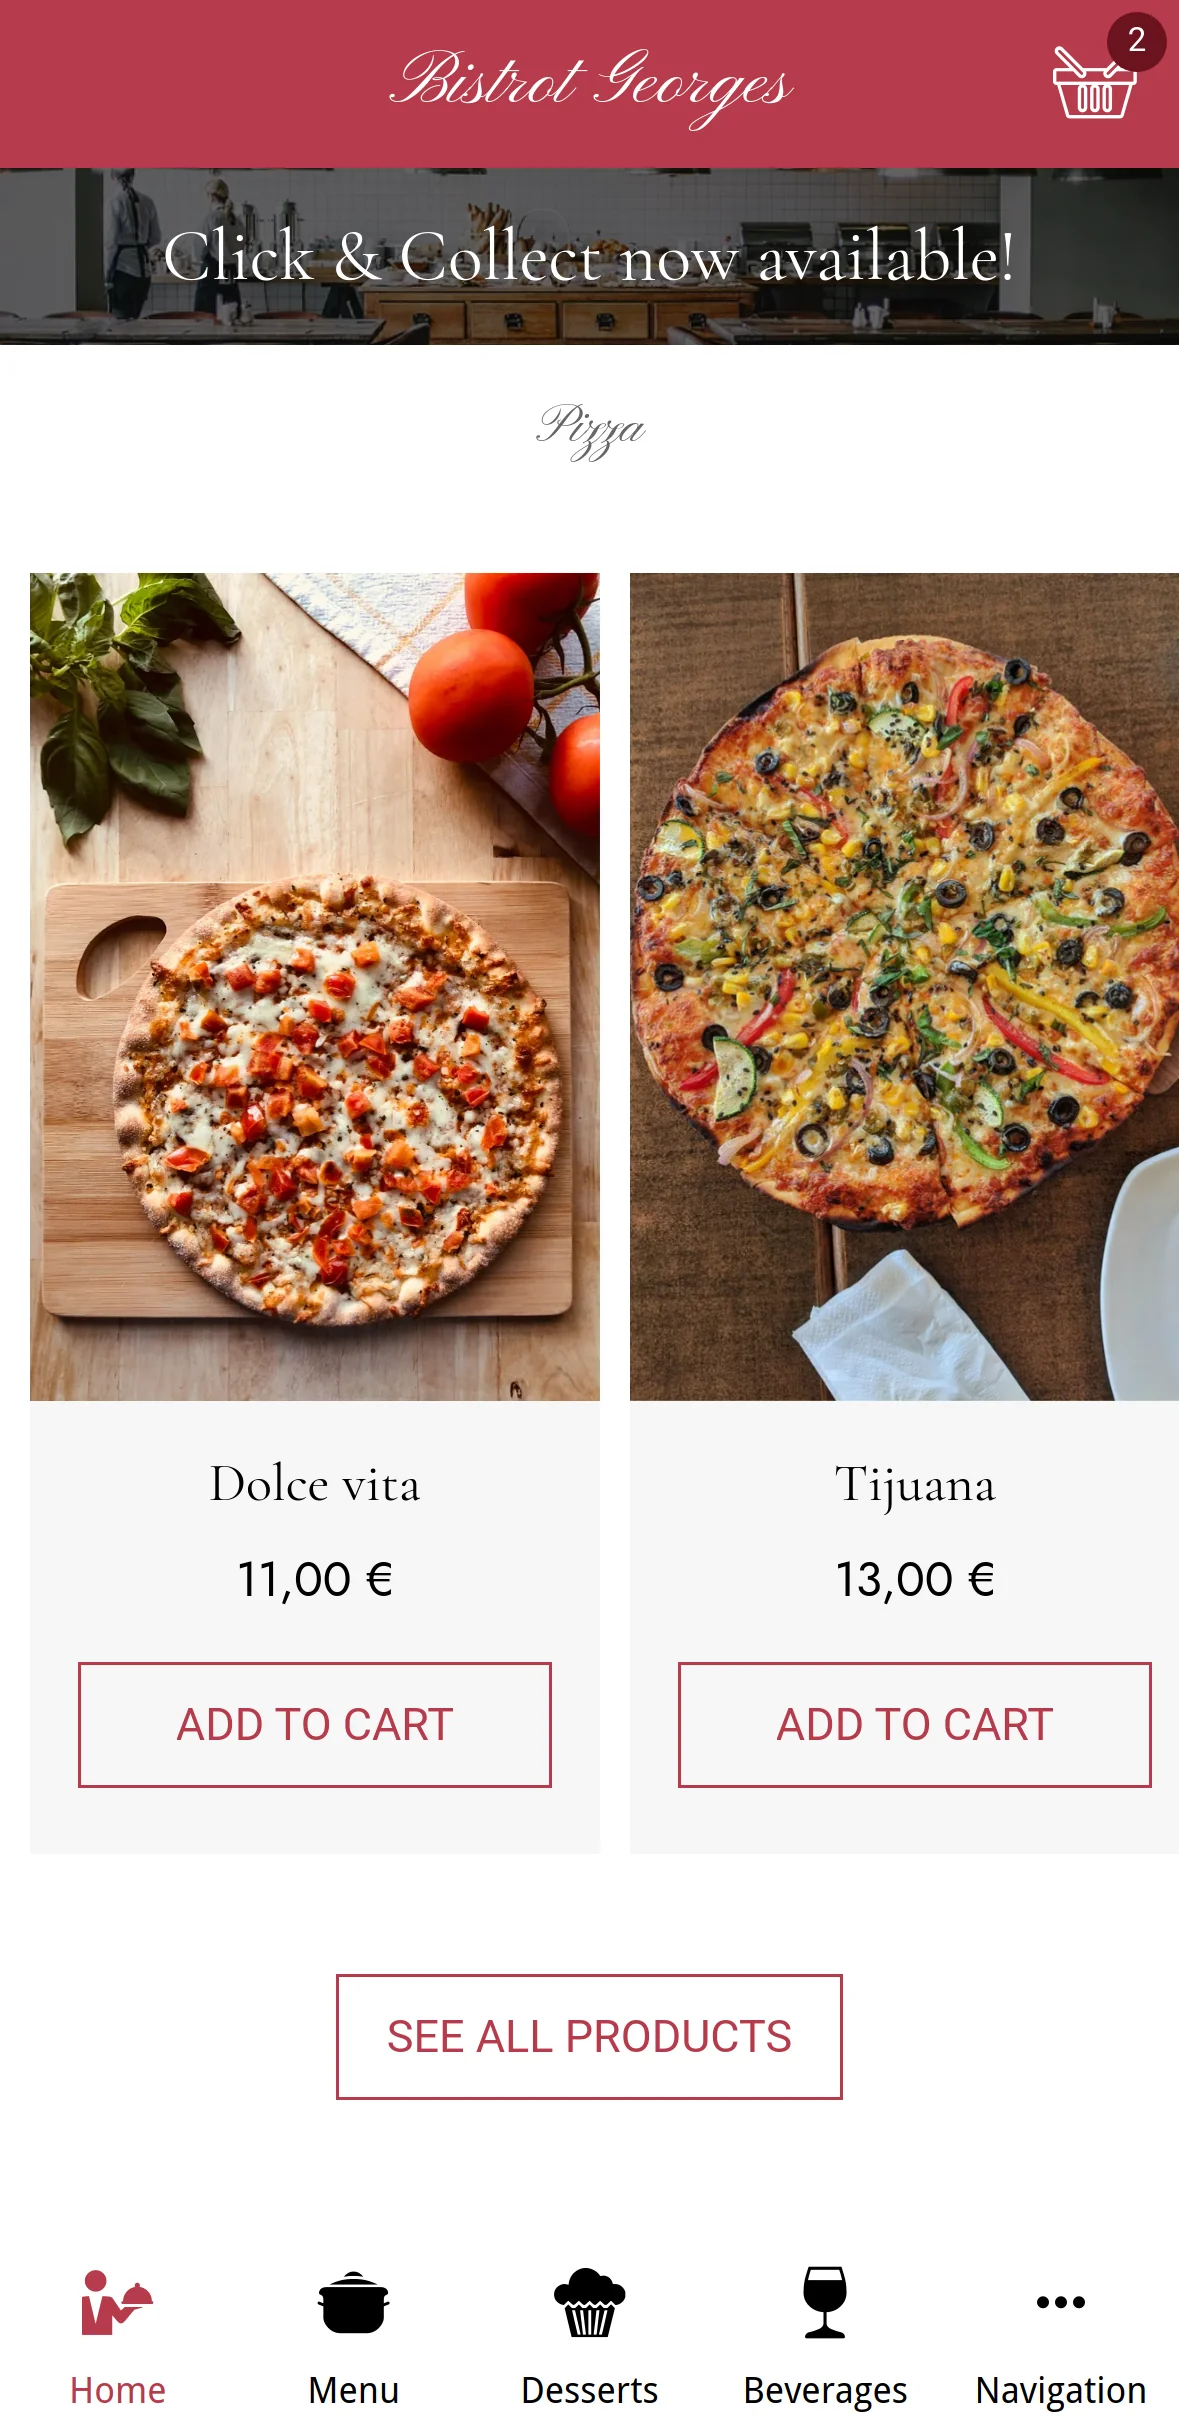 Bistrot Georges
2
Click & Collect now available!
Pizza
Dolce vita
11,00 €
ADD TO CART
Tijuana
13,00 €
ADD TO CART
SEE ALL PRODUCTS
Home
Menu
Desserts
Beverages
Navigation